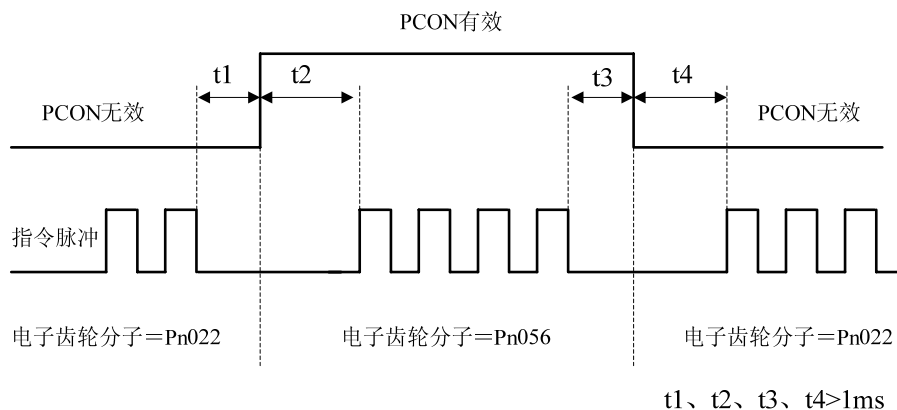 PCON有效
t1
t2
t3
t4
PCON无效
PCON无效
指令脉冲
电子齿轮分子＝Pn022
电子齿轮分子＝Pn056
电子齿轮分子＝Pn022
t1、t2、t3、t4>1ms